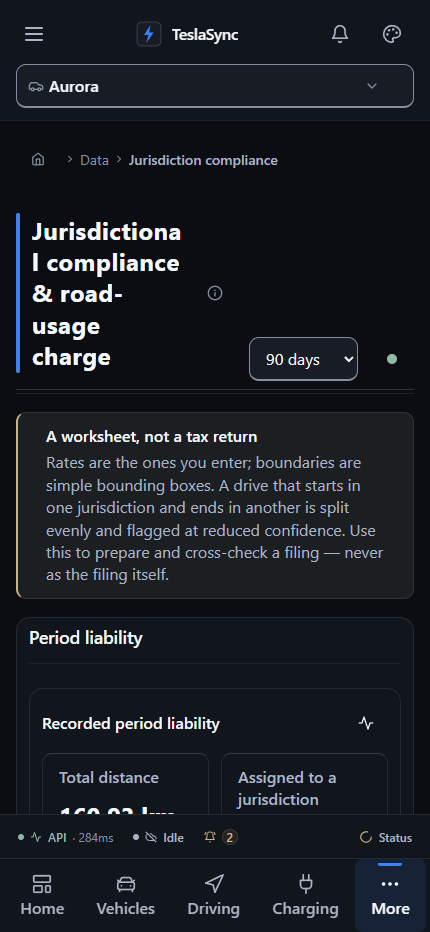 TeslaSync
Aurora
Data
Jurisdiction compliance
Jurisdictiona
l compliance
& road-
usage
charge
90 days
A worksheet, not a tax return
Rates are the ones you enter; boundaries are
simple bounding boxes. A drive that starts in
one jurisdiction and ends in another is split
evenly and flagged at reduced confidence. Use
this to prepare and cross-check a filing — never
as the filing itself.
Period liability
Recorded period liability
Total distance
160.93 km
Assigned to a
jurisdiction
API · 284ms
Idle
2
Status
Home
Vehicles
Driving
Charging
More